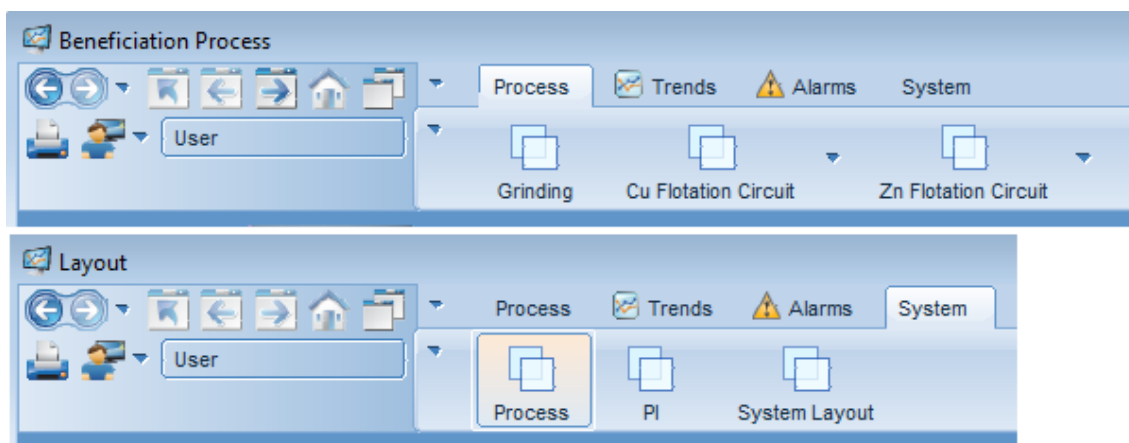 Beneficiation Process
Process Trends Alarms System
User
Grinding Cu Flotation Circuit Zn Flotation Circuit
Layout
Process Trends Alarms System
User
Process PI System Layout